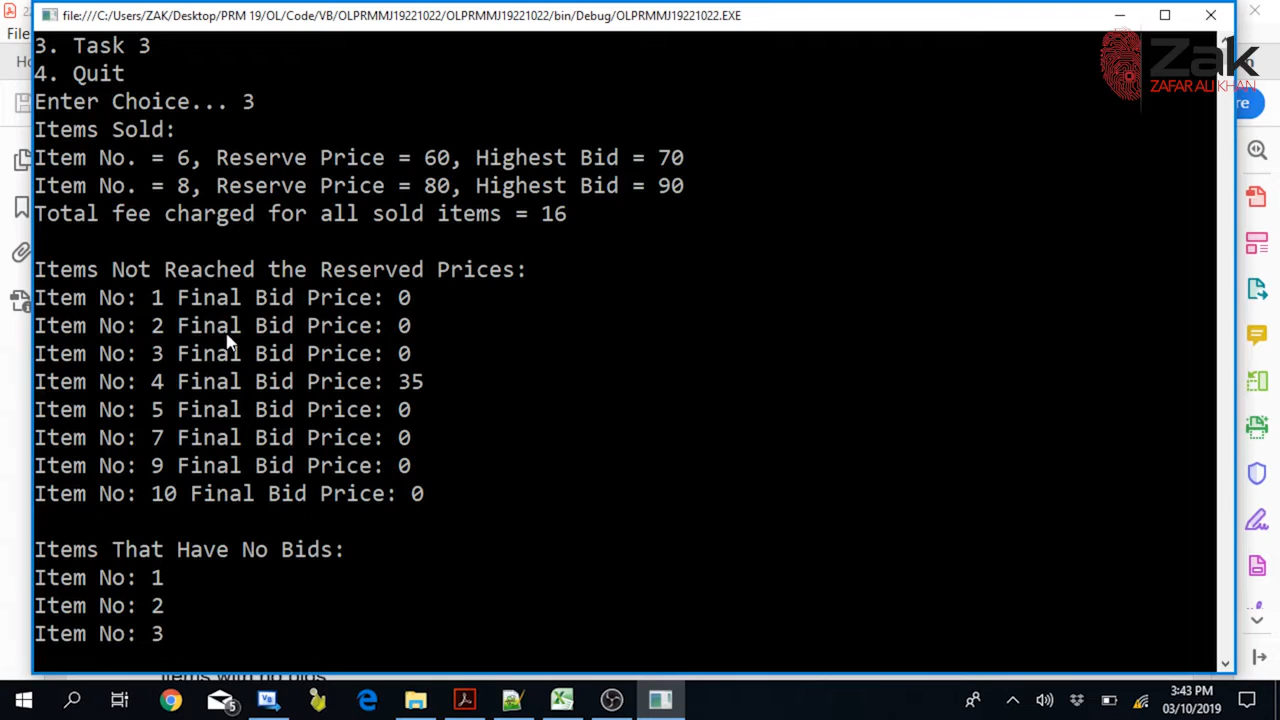 file:///C:/Users/ZAK/Desktop/PRM 19/OL/Code/VB/OLPRMMJ19221022/OLPRMMJ19221022/bin/Debug/OLPRMMJ19221022.EXE
File
3. Task 3
4. Quit
Enter Choice... 3
Items Sold:
Item No. = 6, Reserve Price = 60, Highest Bid = 70
Item No. = 8, Reserve Price = 80, Highest Bid = 90
Total fee charged for all sold items = 16
Items Not Reached the Reserved Prices:
Item No: 1 Final Bid Price: 0
Item No: 2 Final Bid Price: 0
Item No: 3 Final Bid Price: 0
Item No: 4 Final Bid Price: 35
Item No: 5 Final Bid Price: 0
Item No: 7 Final Bid Price: 0
Item No: 9 Final Bid Price: 0
Item No: 10 Final Bid Price: 0
Items That Have No Bids:
Item No: 1
Item No: 2
Item No: 3
Zak
ZAFAR ALI KHAN
5
3:43 PM
03/10/2019